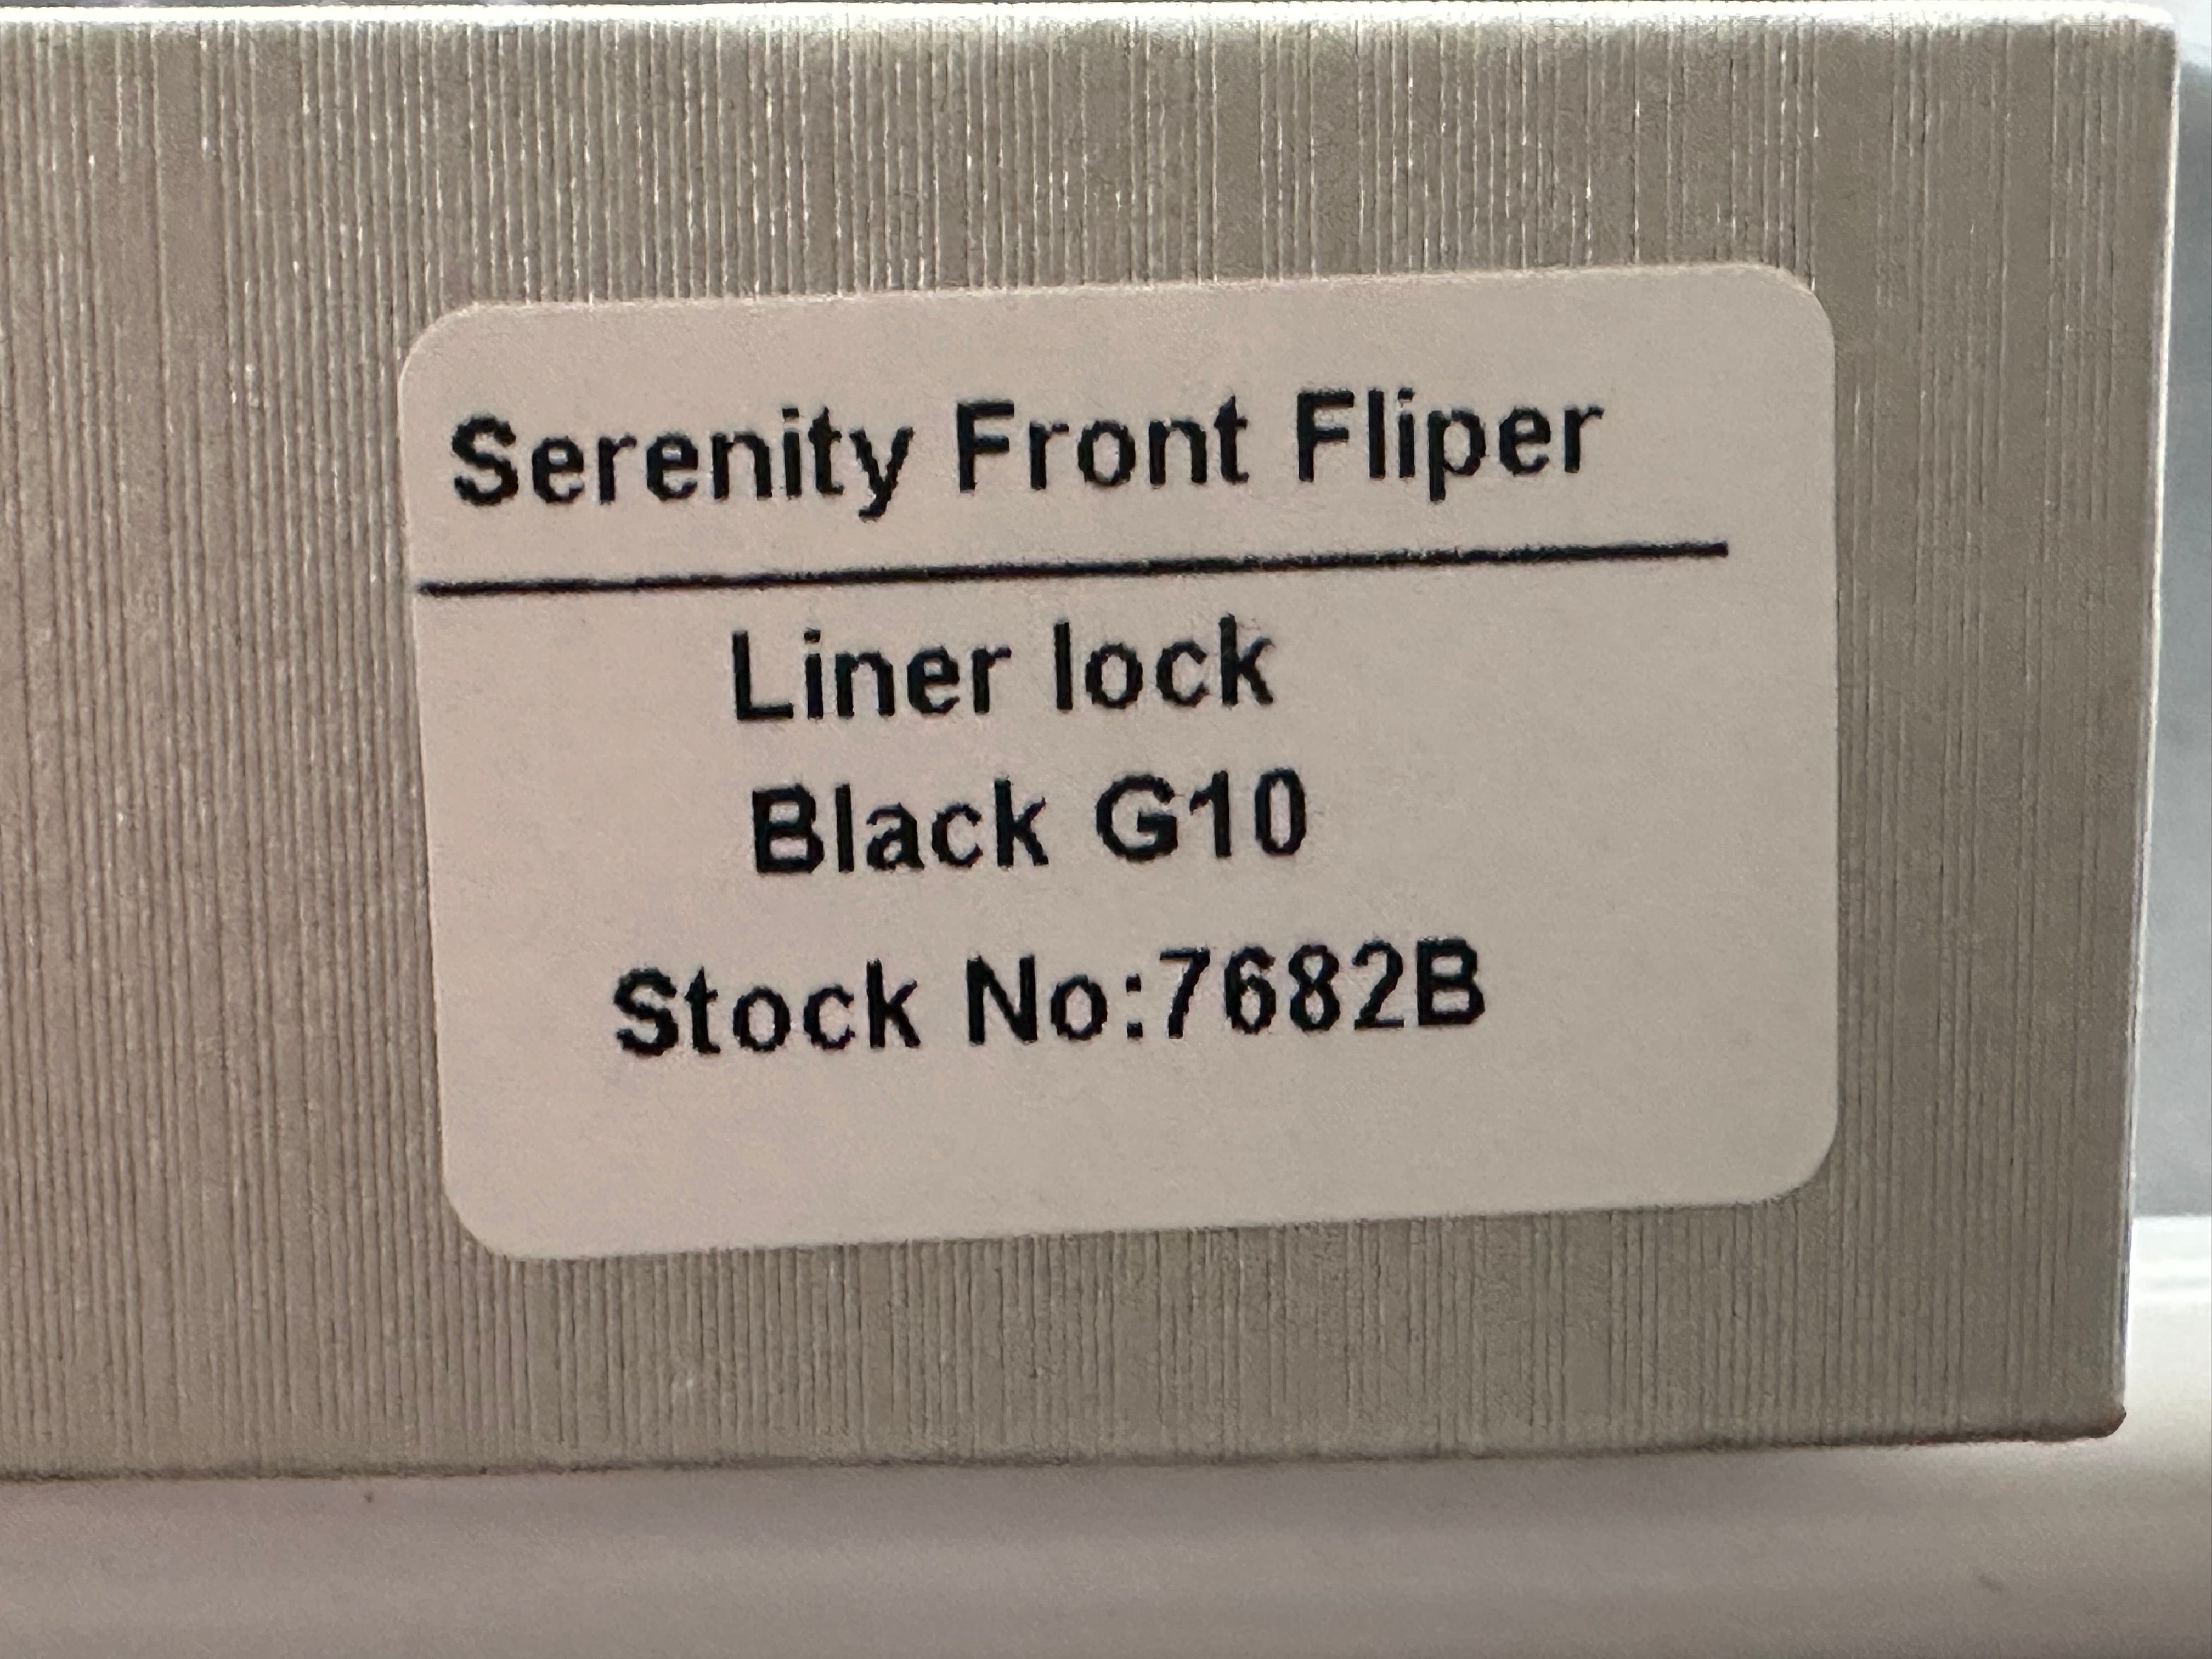 Serenity Front Fliper
Liner lock
Black G10
Stock No:7682B